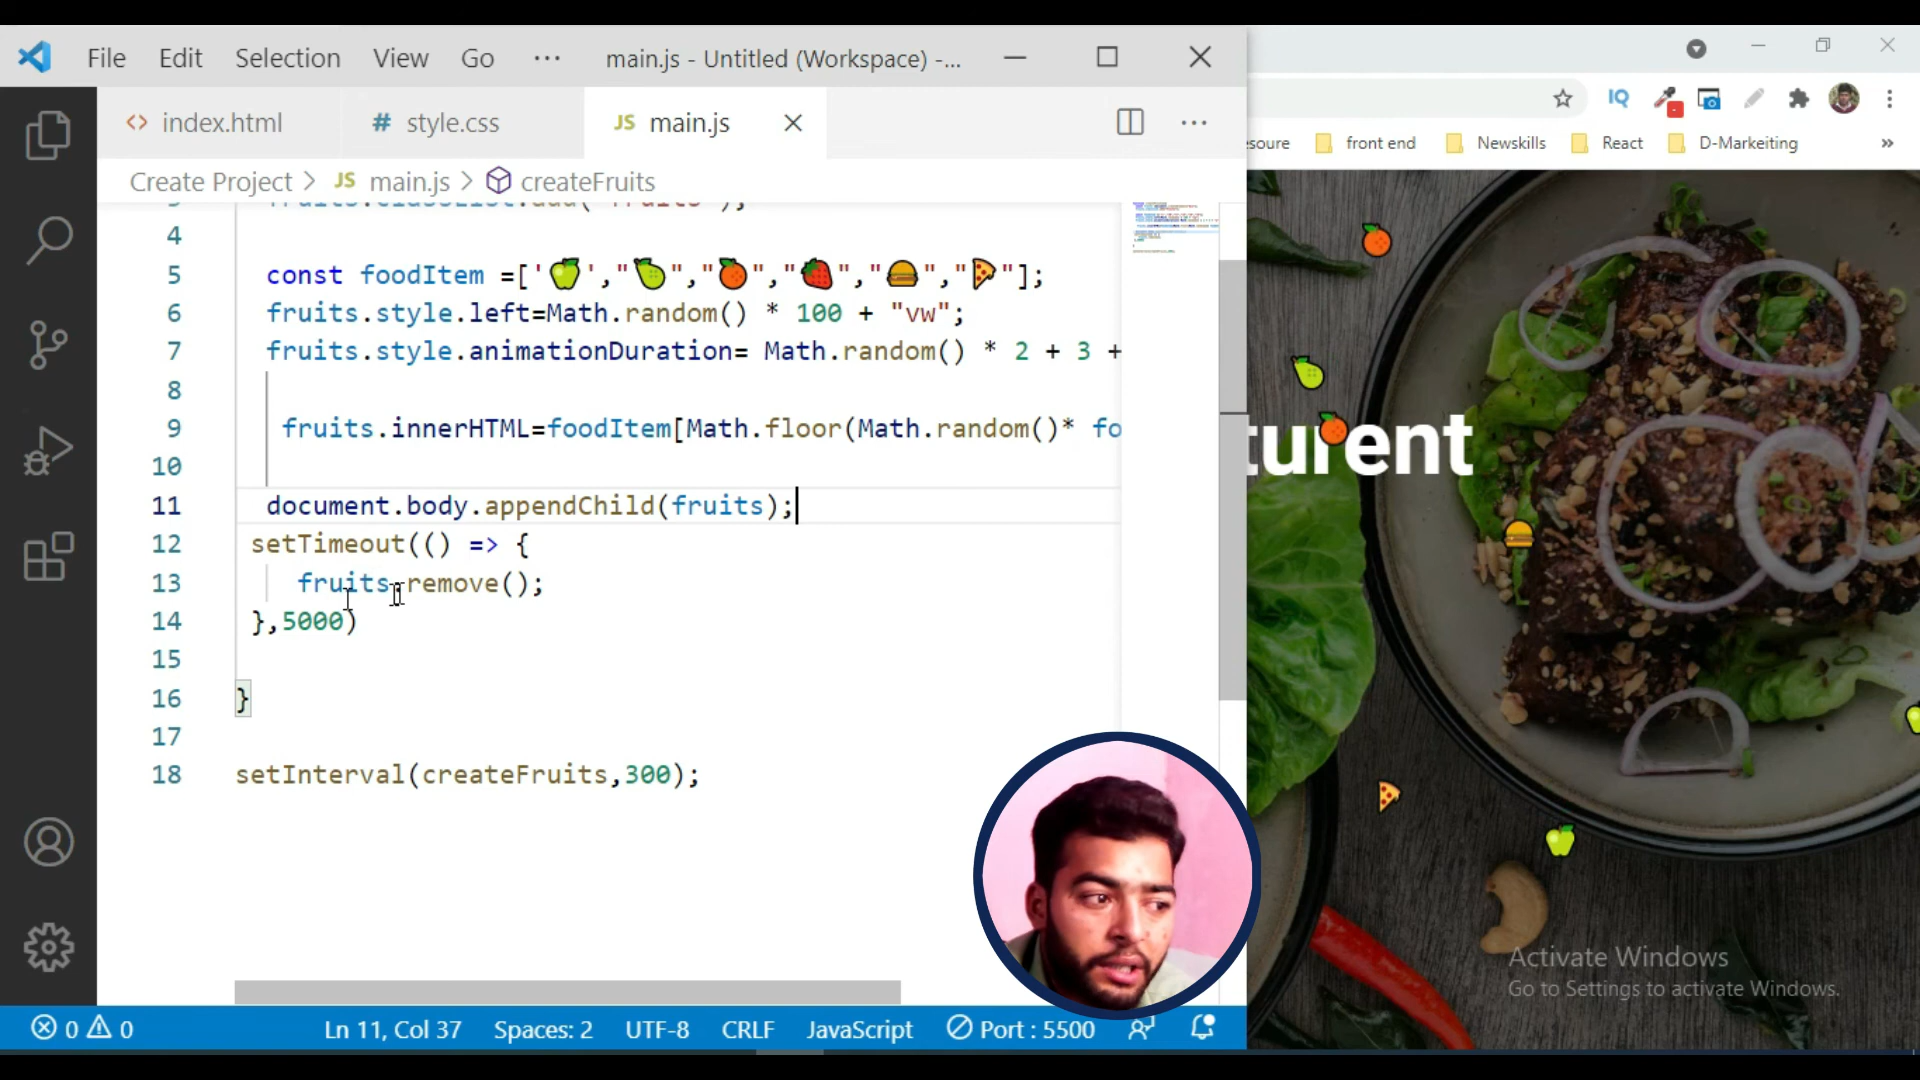 File Edit Selection View Go ··· main.js - Untitled (Workspace) -...
index.html # style.css JS main.js
Create Project > JS main.js > createFruits
esoure front end Newskills React D-Markeiting »
IQ
4
5 const foodItem =['🍏',"🍐","🍊","🍓","🍔","🍕"];
6 fruits.style.left=Math.random() * 100 + "vw";
7 fruits.style.animationDuration= Math.random() * 2 + 3 +
8
9 fruits.innerHTML=foodItem[Math.floor(Math.random()* fo
10
11 document.body.appendChild(fruits);
12 setTimeout(() => {
13 fruits.remove();
14 },5000)
15
16 }
17
18 setInterval(createFruits,300);
turent
Activate Windows
Go to Settings to activate Windows.
0 0 Ln 11, Col 37 Spaces: 2 UTF-8 CRLF JavaScript Port : 5500